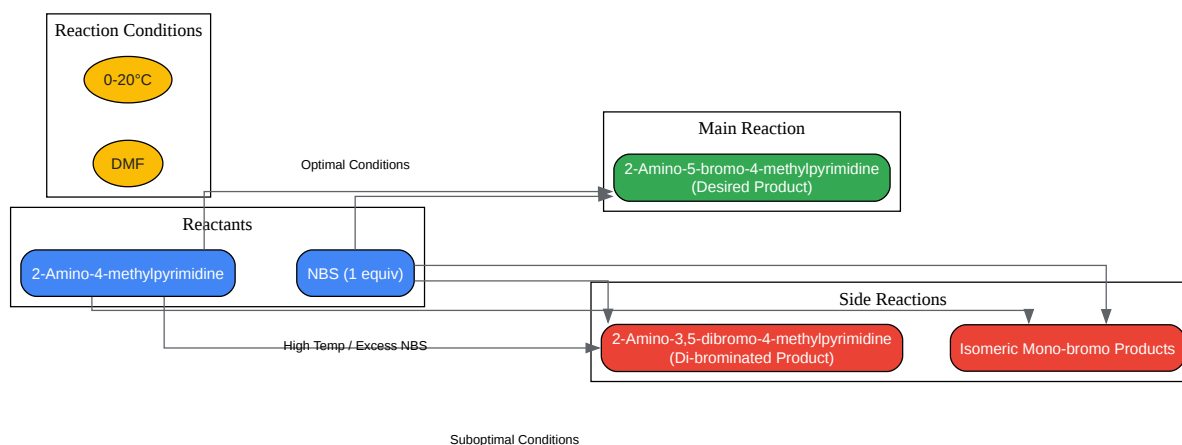 Reaction Conditions
0-20°C
DMF
Optimal Conditions
Main Reaction
2-Amino-5-bromo-4-methylpyrimidine
(Desired Product)
Reactants
2-Amino-4-methylpyrimidine
NBS (1 equiv)
Side Reactions
High Temp / Excess NBS
2-Amino-3,5-dibromo-4-methylpyrimidine
(Di-brominated Product)
Isomeric Mono-bromo Products
Suboptimal Conditions